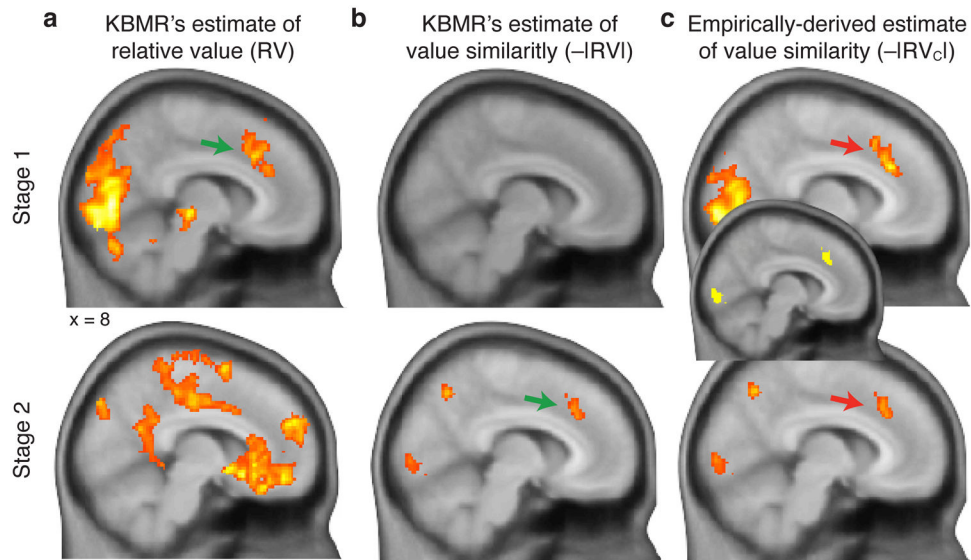 a
KBMR's estimate of
relative value (RV)
b
KBMR's estimate of
value similaritly (–|RV|)
c
Empirically-derived estimate
of value similarity (–|RVC|)
Stage 1
x = 8
Stage 2